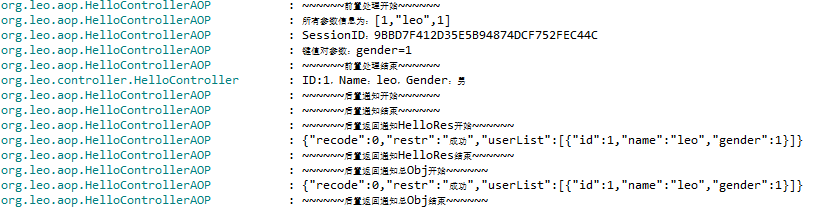 org.leo.aop.HelloControllerAOP : ~~~~~~前置处理开始~~~~~~
org.leo.aop.HelloControllerAOP : 所有参数信息为：[1,"leo",1]
org.leo.aop.HelloControllerAOP : SessionID：9BBD7F412D35E5B94874DCF752FEC44C
org.leo.aop.HelloControllerAOP : 键值对参数：gender=1
org.leo.aop.HelloControllerAOP : ~~~~~~前置处理结束~~~~~~
org.leo.controller.HelloController : ID:1．Name：leo．Gender：男
org.leo.aop.HelloControllerAOP : ~~~~~~后置通知开始~~~~~~
org.leo.aop.HelloControllerAOP : ~~~~~~后置通知结束~~~~~~
org.leo.aop.HelloControllerAOP : ~~~~~~后置返回通知HelloRes开始~~~~~~
org.leo.aop.HelloControllerAOP : {"recode":0,"restr":"成功","userList":[{"id":1,"name":"leo","gender":1}]}
org.leo.aop.HelloControllerAOP : ~~~~~~后置返回通知HelloRes结束~~~~~~
org.leo.aop.HelloControllerAOP : ~~~~~~后置返回通知总Obj开始~~~~~~
org.leo.aop.HelloControllerAOP : {"recode":0,"restr":"成功","userList":[{"id":1,"name":"leo","gender":1}]}
org.leo.aop.HelloControllerAOP : ~~~~~~后置返回通知总Obj结束~~~~~~